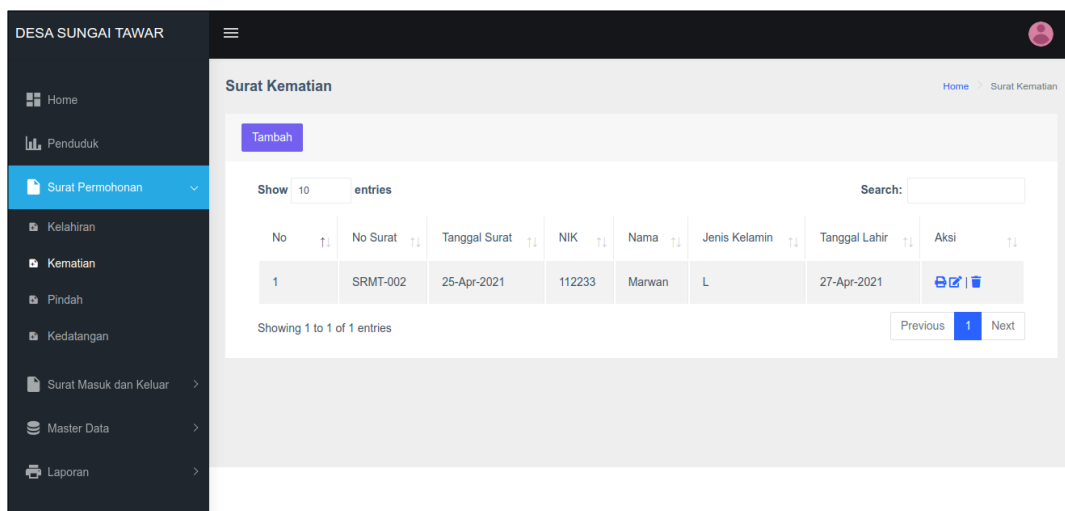 DESA SUNGAI TAWAR
Home
Penduduk
Surat Permohonan
Kelahiran
Kematian
Pindah
Kedatangan
Surat Masuk dan Keluar
Master Data
Laporan
Surat Kematian
Home > Surat Kematian
Tambah
Show 10 entries Search:
No No Surat Tanggal Surat NIK Nama Jenis Kelamin Tanggal Lahir Aksi
1 SRMT-002 25-Apr-2021 112233 Marwan L 27-Apr-2021 |
Showing 1 to 1 of 1 entries Previous 1 Next